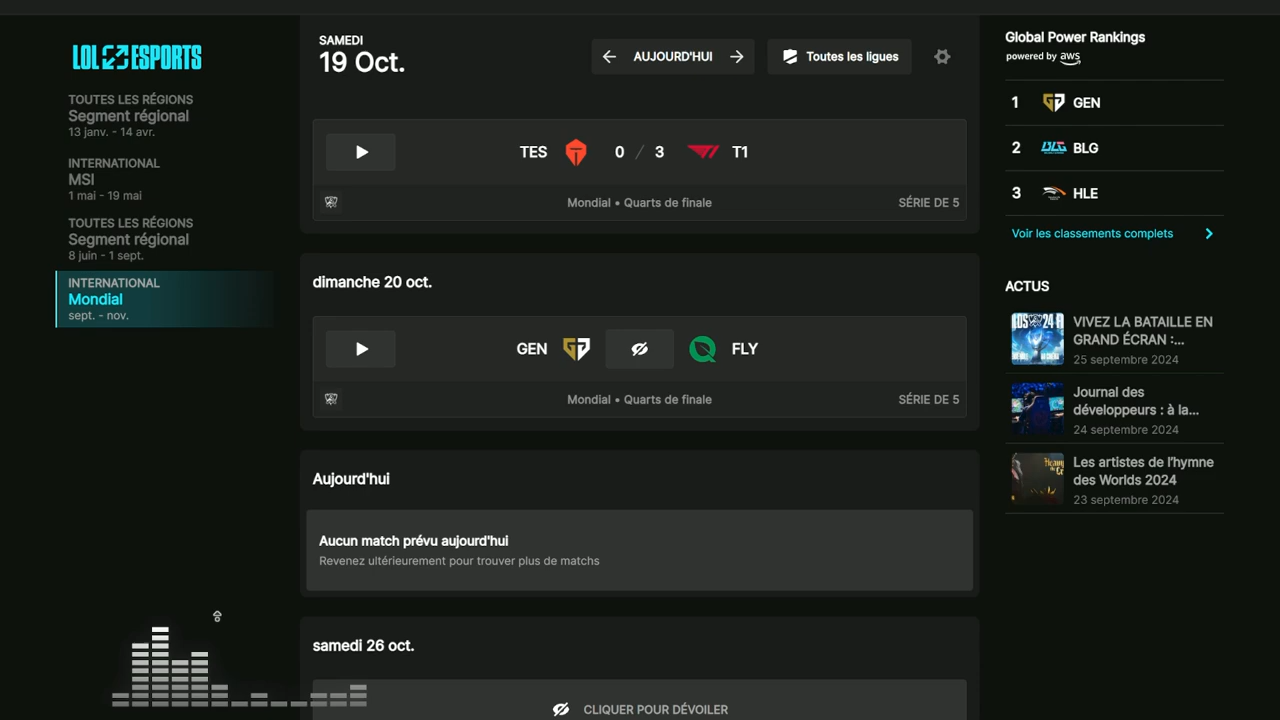 LOL ESPORTS
TOUTES LES RÉGIONS
Segment régional
13 janv. - 14 avr.
INTERNATIONAL
MSI
1 mai - 19 mai
TOUTES LES RÉGIONS
Segment régional
8 juin - 1 sept.
INTERNATIONAL
Mondial
sept. - nov.
SAMEDI
19 Oct.
AUJOURD'HUI
Toutes les ligues
TES 0 / 3 T1
Mondial • Quarts de finale
SÉRIE DE 5
dimanche 20 oct.
GEN FLY
Mondial • Quarts de finale
SÉRIE DE 5
Aujourd'hui
Aucun match prévu aujourd'hui
Revenez ultérieurement pour trouver plus de matchs
samedi 26 oct.
CLIQUER POUR DÉVOILER
Global Power Rankings
powered by aws
1 GEN
2 BLG
3 HLE
Voir les classements complets
ACTUS
VIVEZ LA BATAILLE EN
GRAND ÉCRAN :...
25 septembre 2024
Journal des
développeurs : à la...
24 septembre 2024
Les artistes de l'hymne
des Worlds 2024
23 septembre 2024